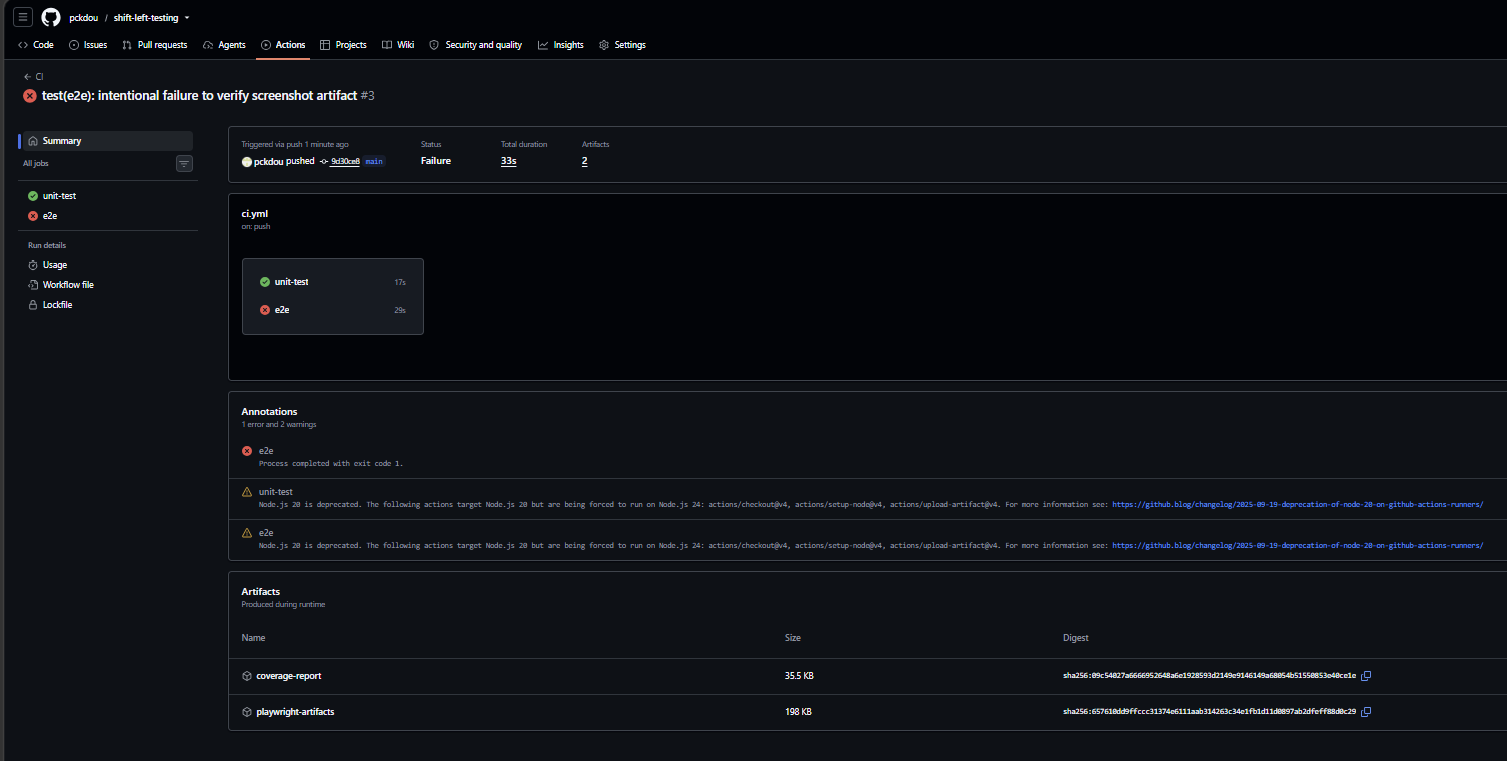 pckdou / shift-left-testing
Code Issues Pull requests Agents Actions Projects Wiki Security and quality Insights Settings
CI
test(e2e): intentional failure to verify screenshot artifact #3
Summary
All jobs
unit-test
e2e
Run details
Usage
Workflow file
Lockfile
Triggered via push 1 minute ago
pckdou pushed 9d30ce8 main
Status
Failure
Total duration
33s
Artifacts
2
ci.yml
on: push
unit-test 17s
e2e 29s
Annotations
1 error and 2 warnings
e2e
Process completed with exit code 1.
unit-test
Node.js 20 is deprecated. The following actions target Node.js 20 but are being forced to run on Node.js 24: actions/checkout@v4, actions/setup-node@v4, actions/upload-artifact@v4. For more information see: https://github.blog/changelog/2025-09-19-deprecation-of-node-20-on-github-actions-runners/
e2e
Node.js 20 is deprecated. The following actions target Node.js 20 but are being forced to run on Node.js 24: actions/checkout@v4, actions/setup-node@v4, actions/upload-artifact@v4. For more information see: https://github.blog/changelog/2025-09-19-deprecation-of-node-20-on-github-actions-runners/
Artifacts
Produced during runtime
Name Size Digest
coverage-report 35.5 KB sha256:09c54027a6666952648a6e1928593d2149e9146149a68054b51550853e40ce1e
playwright-artifacts 198 KB sha256:657610dd9ffccc31374e6111aab314263c34e1fb1d11d0897ab2dfeff88d0c29